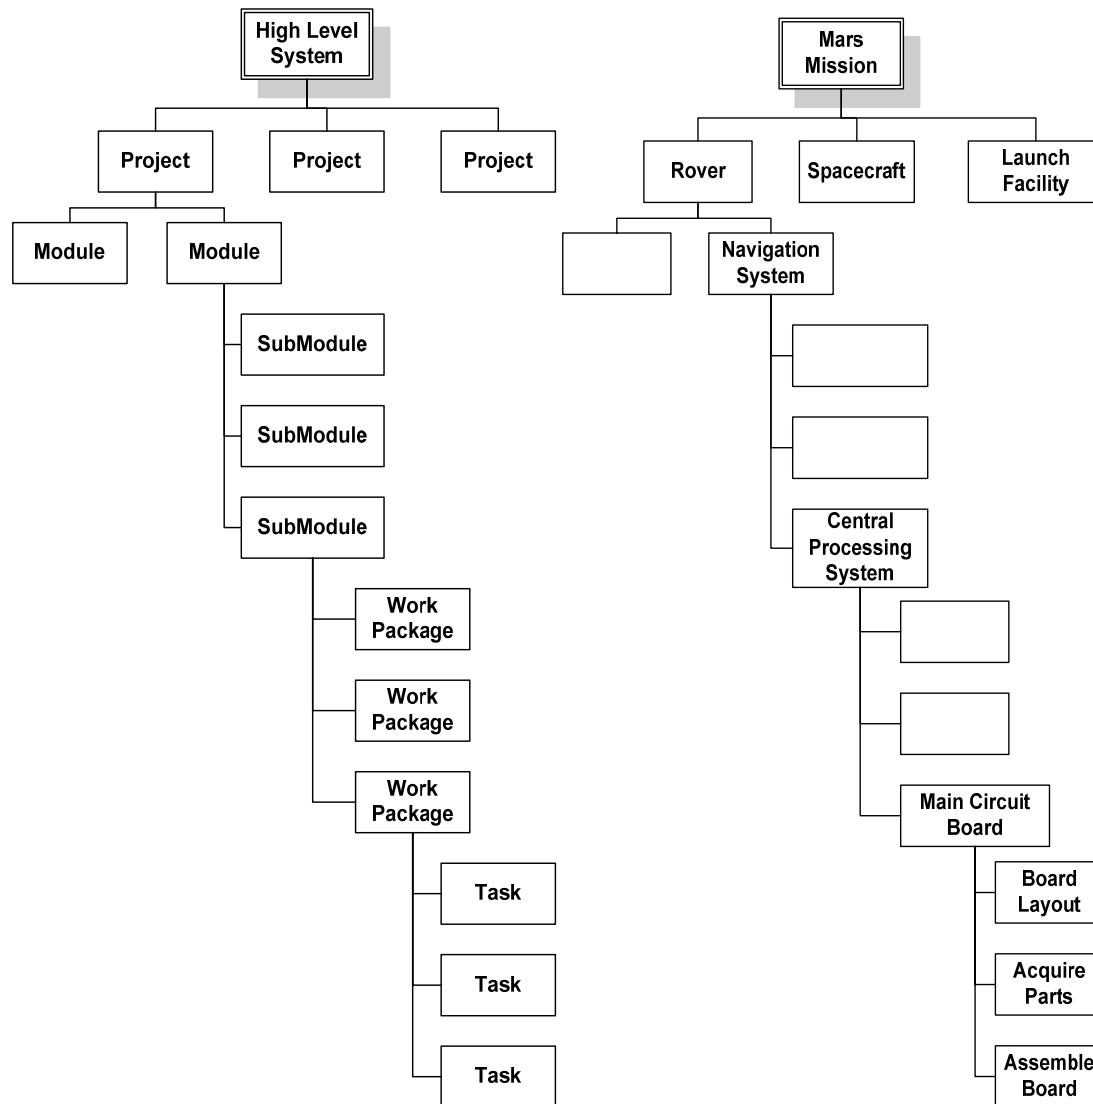 High Level
System
Project
Project
Project
Module
Module
SubModule
SubModule
SubModule
Work
Package
Work
Package
Work
Package
Task
Task
Task
Mars
Mission
Rover
Spacecraft
Launch
Facility
Navigation
System
Central
Processing
System
Main Circuit
Board
Board
Layout
Acquire
Parts
Assemble
Board